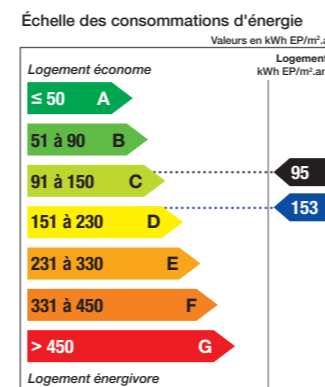 Échelle des consommations d'énergie
Valeurs en kWh EP/m².a
Logement économe
Logement
kWh EP/m².an
≤ 50 A
51 à 90 B
91 à 150 C
95
153
151 à 230 D
231 à 330 E
331 à 450 F
> 450 G
Logement énergivore